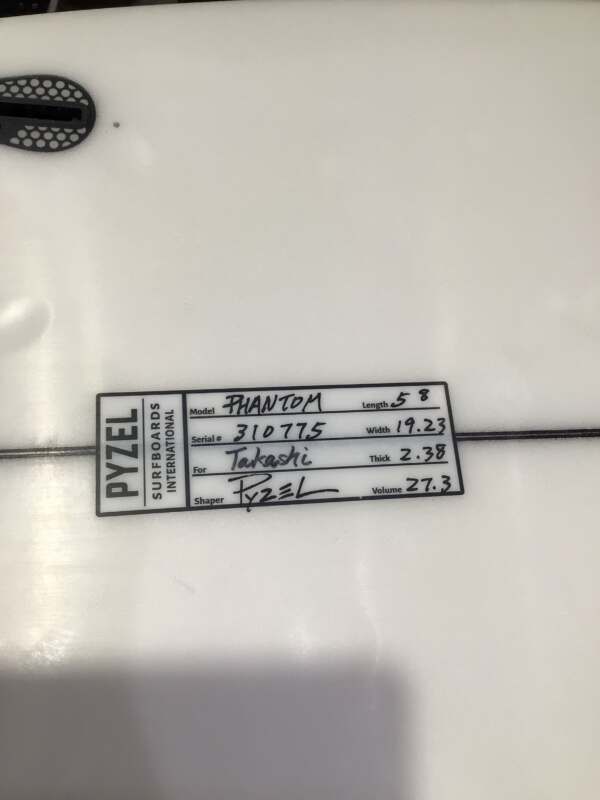 PYZEL
SURFBOARDS
INTERNATIONAL
Model PHANTOM Length 5 8
Serial # 310775 Width 19.23
For Takashi Thick 2.38
Shaper PYZEL Volume 27.3